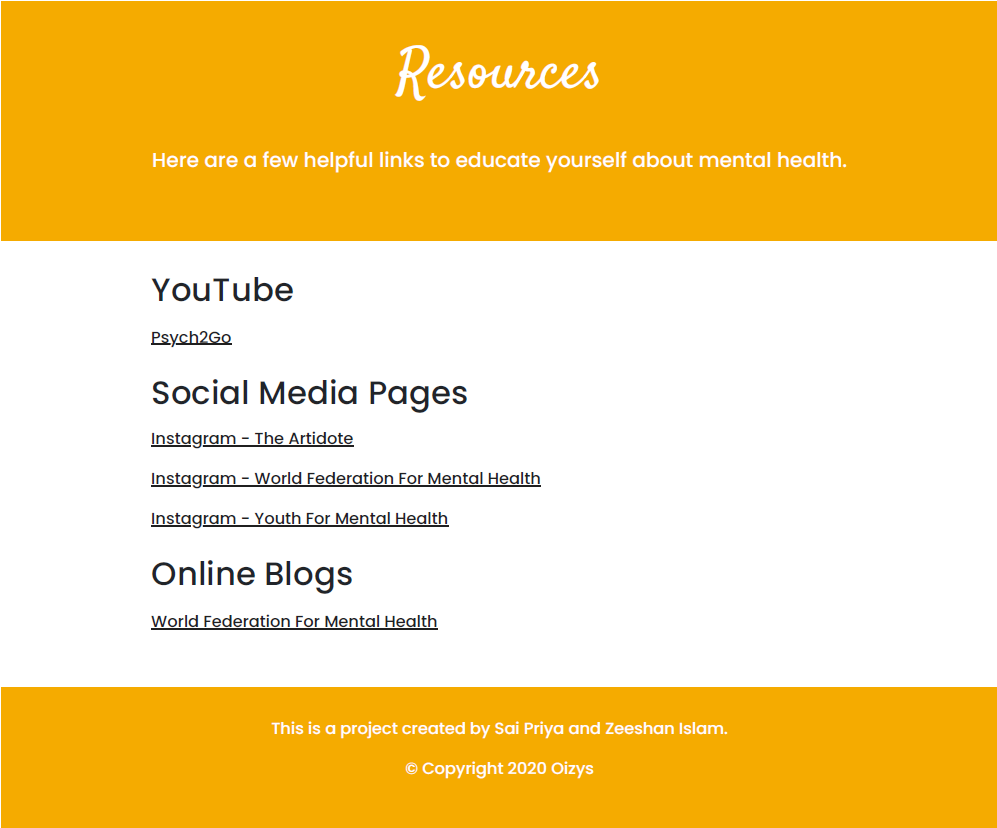 Resources
Here are a few helpful links to educate yourself about mental health.
YouTube
Psych2Go
Social Media Pages
Instagram - The Artidote
Instagram - World Federation For Mental Health
Instagram - Youth For Mental Health
Online Blogs
World Federation For Mental Health
This is a project created by Sai Priya and Zeeshan Islam.
© Copyright 2020 Oizys